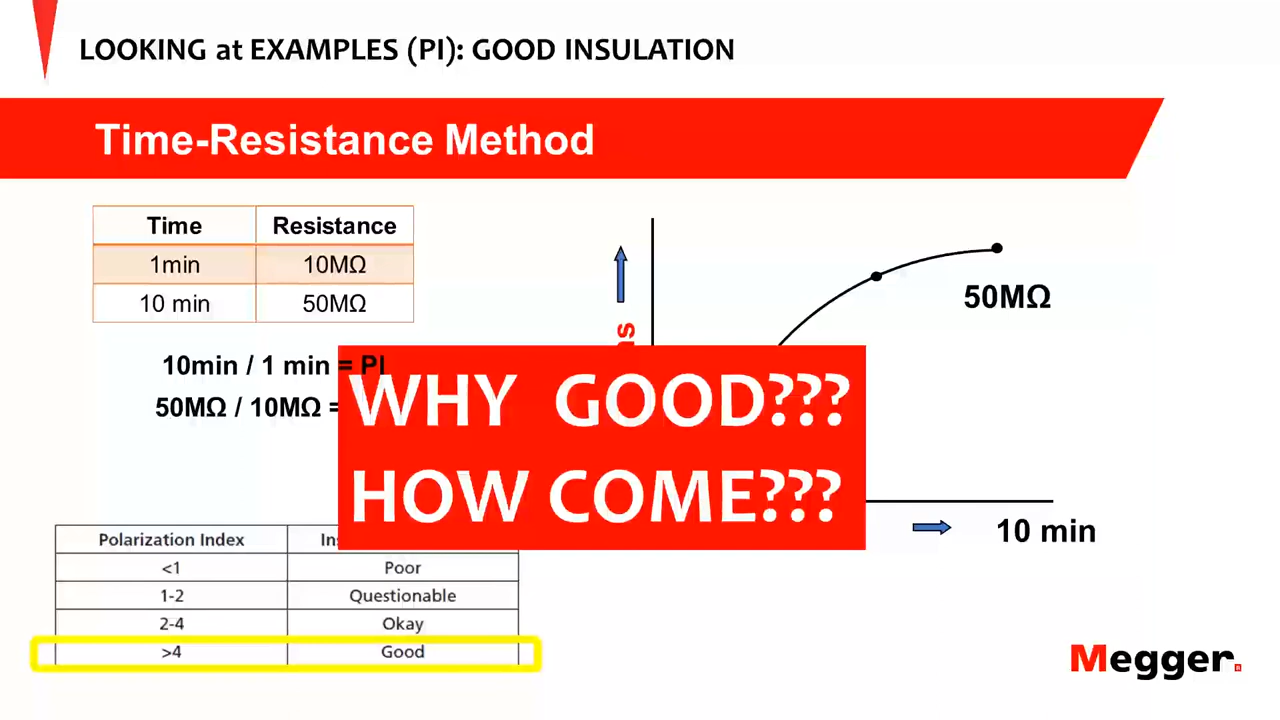 LOOKING at EXAMPLES (PI): GOOD INSULATION
Time-Resistance Method
Time Resistance
1min 10MΩ
10 min 50MΩ
10min / 1 min = PI
50MΩ / 10MΩ =
50MΩ
WHY GOOD???
HOW COME???
10 min
Polarization Index
<1 Poor
1-2 Questionable
2-4 Okay
>4 Good
Megger.